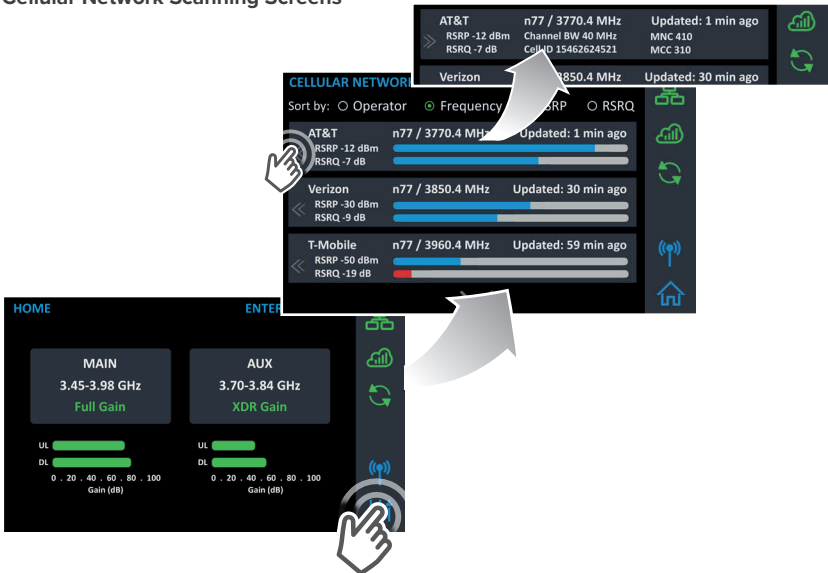 Cellular Network Scanning Screens
AT&T n77 / 3770.4 MHz Updated: 1 min ago
RSRP -12 dBm Channel BW 40 MHz MNC 410
RSRQ -7 dB Cell ID 15462624521 MCC 310
Verizon 3850.4 MHz Updated: 30 min ago
CELLULAR NETWOR
Sort by: Operator Frequency RSRQ
AT&T n77 / 3770.4 MHz Updated: 1 min ago
RSRP -12 dBm
RSRQ -7 dB
Verizon n77 / 3850.4 MHz Updated: 30 min ago
RSRP -30 dBm
RSRQ -9 dB
T-Mobile n77 / 3960.4 MHz Updated: 59 min ago
RSRP -50 dBm
RSRQ -19 dB
HOME ENTER
MAIN
3.45-3.98 GHz
Full Gain
AUX
3.70-3.84 GHz
XDR Gain
UL
DL
0 . 20 . 40 . 60 . 80 . 100
Gain (dB)
UL
DL
0 . 20 . 40 . 60 . 80 . 100
Gain (dB)